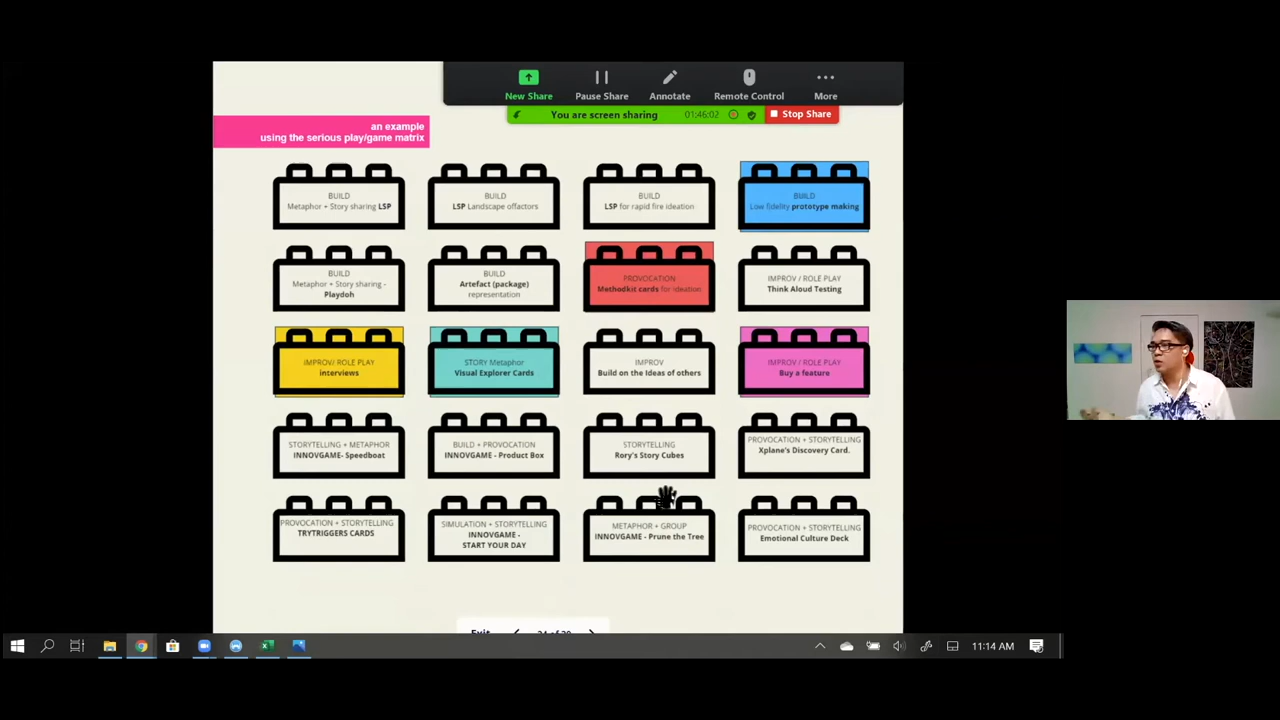 New Share
Pause Share
Annotate
Remote Control
More
You are screen sharing
01:46:02
Stop Share
an example
using the serious play/game matrix
BUILD
Metaphor + Story sharing LSP
BUILD
LSP Landscape offactors
BUILD
LSP for rapid fire ideation
BUILD
Low fidelity prototype making
BUILD
Metaphor + Story sharing -
Playdoh
BUILD
Artefact (package)
representation
PROVOCATION
Methodkit cards for ideation
IMPROV / ROLE PLAY
Think Aloud Testing
IMPROV/ ROLE PLAY
interviews
STORY Metaphor
Visual Explorer Cards
IMPROV
Build on the Ideas of others
IMPROV/ ROLE PLAY
Buy a feature
STORYTELLING + METAPHOR
INNOVGAME- Speedboat
BUILD + PROVOCATION
INNOVGAME - Product Box
STORYTELLING
Rory's Story Cubes
PROVOCATION + STORYTELLING
Xplane's Discovery Card.
PROVOCATION + STORYTELLING
TRYTRIGGERS CARDS
SIMULATION + STORYTELLING
INNOVGAME -
START YOUR DAY
METAPHOR + GROUP
INNOVGAME - Prune the Tree
PROVOCATION + STORYTELLING
Emotional Culture Deck
Exit
11:14 AM